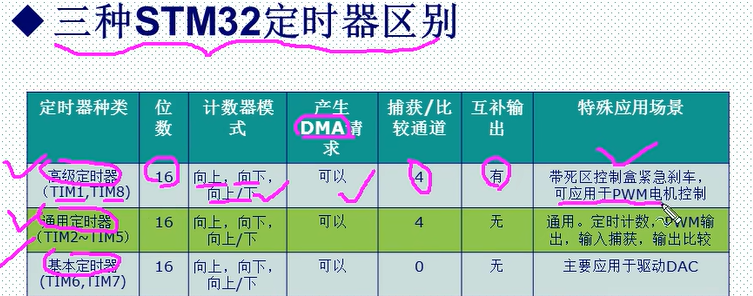 三种STM32定时器区别
定时器种类
位
数
计数器模
式
产生
DMA请
求
捕获/比
较通道
互补输
出
特殊应用场景
高级定时器
(TIM1,TIM8)
16
向上，向下，
向上/下
可以
4
有
带死区控制盒紧急刹车，
可应用于PWM电机控制
通用定时器
(TIM2~TIM5)
16
向上，向下，
向上/下
可以
4
无
通用。定时计数，PWM输
出，输入捕获，输出比较
基本定时器
(TIM6,TIM7)
16
向上，向下，
向上/下
可以
0
无
主要应用于驱动DAC